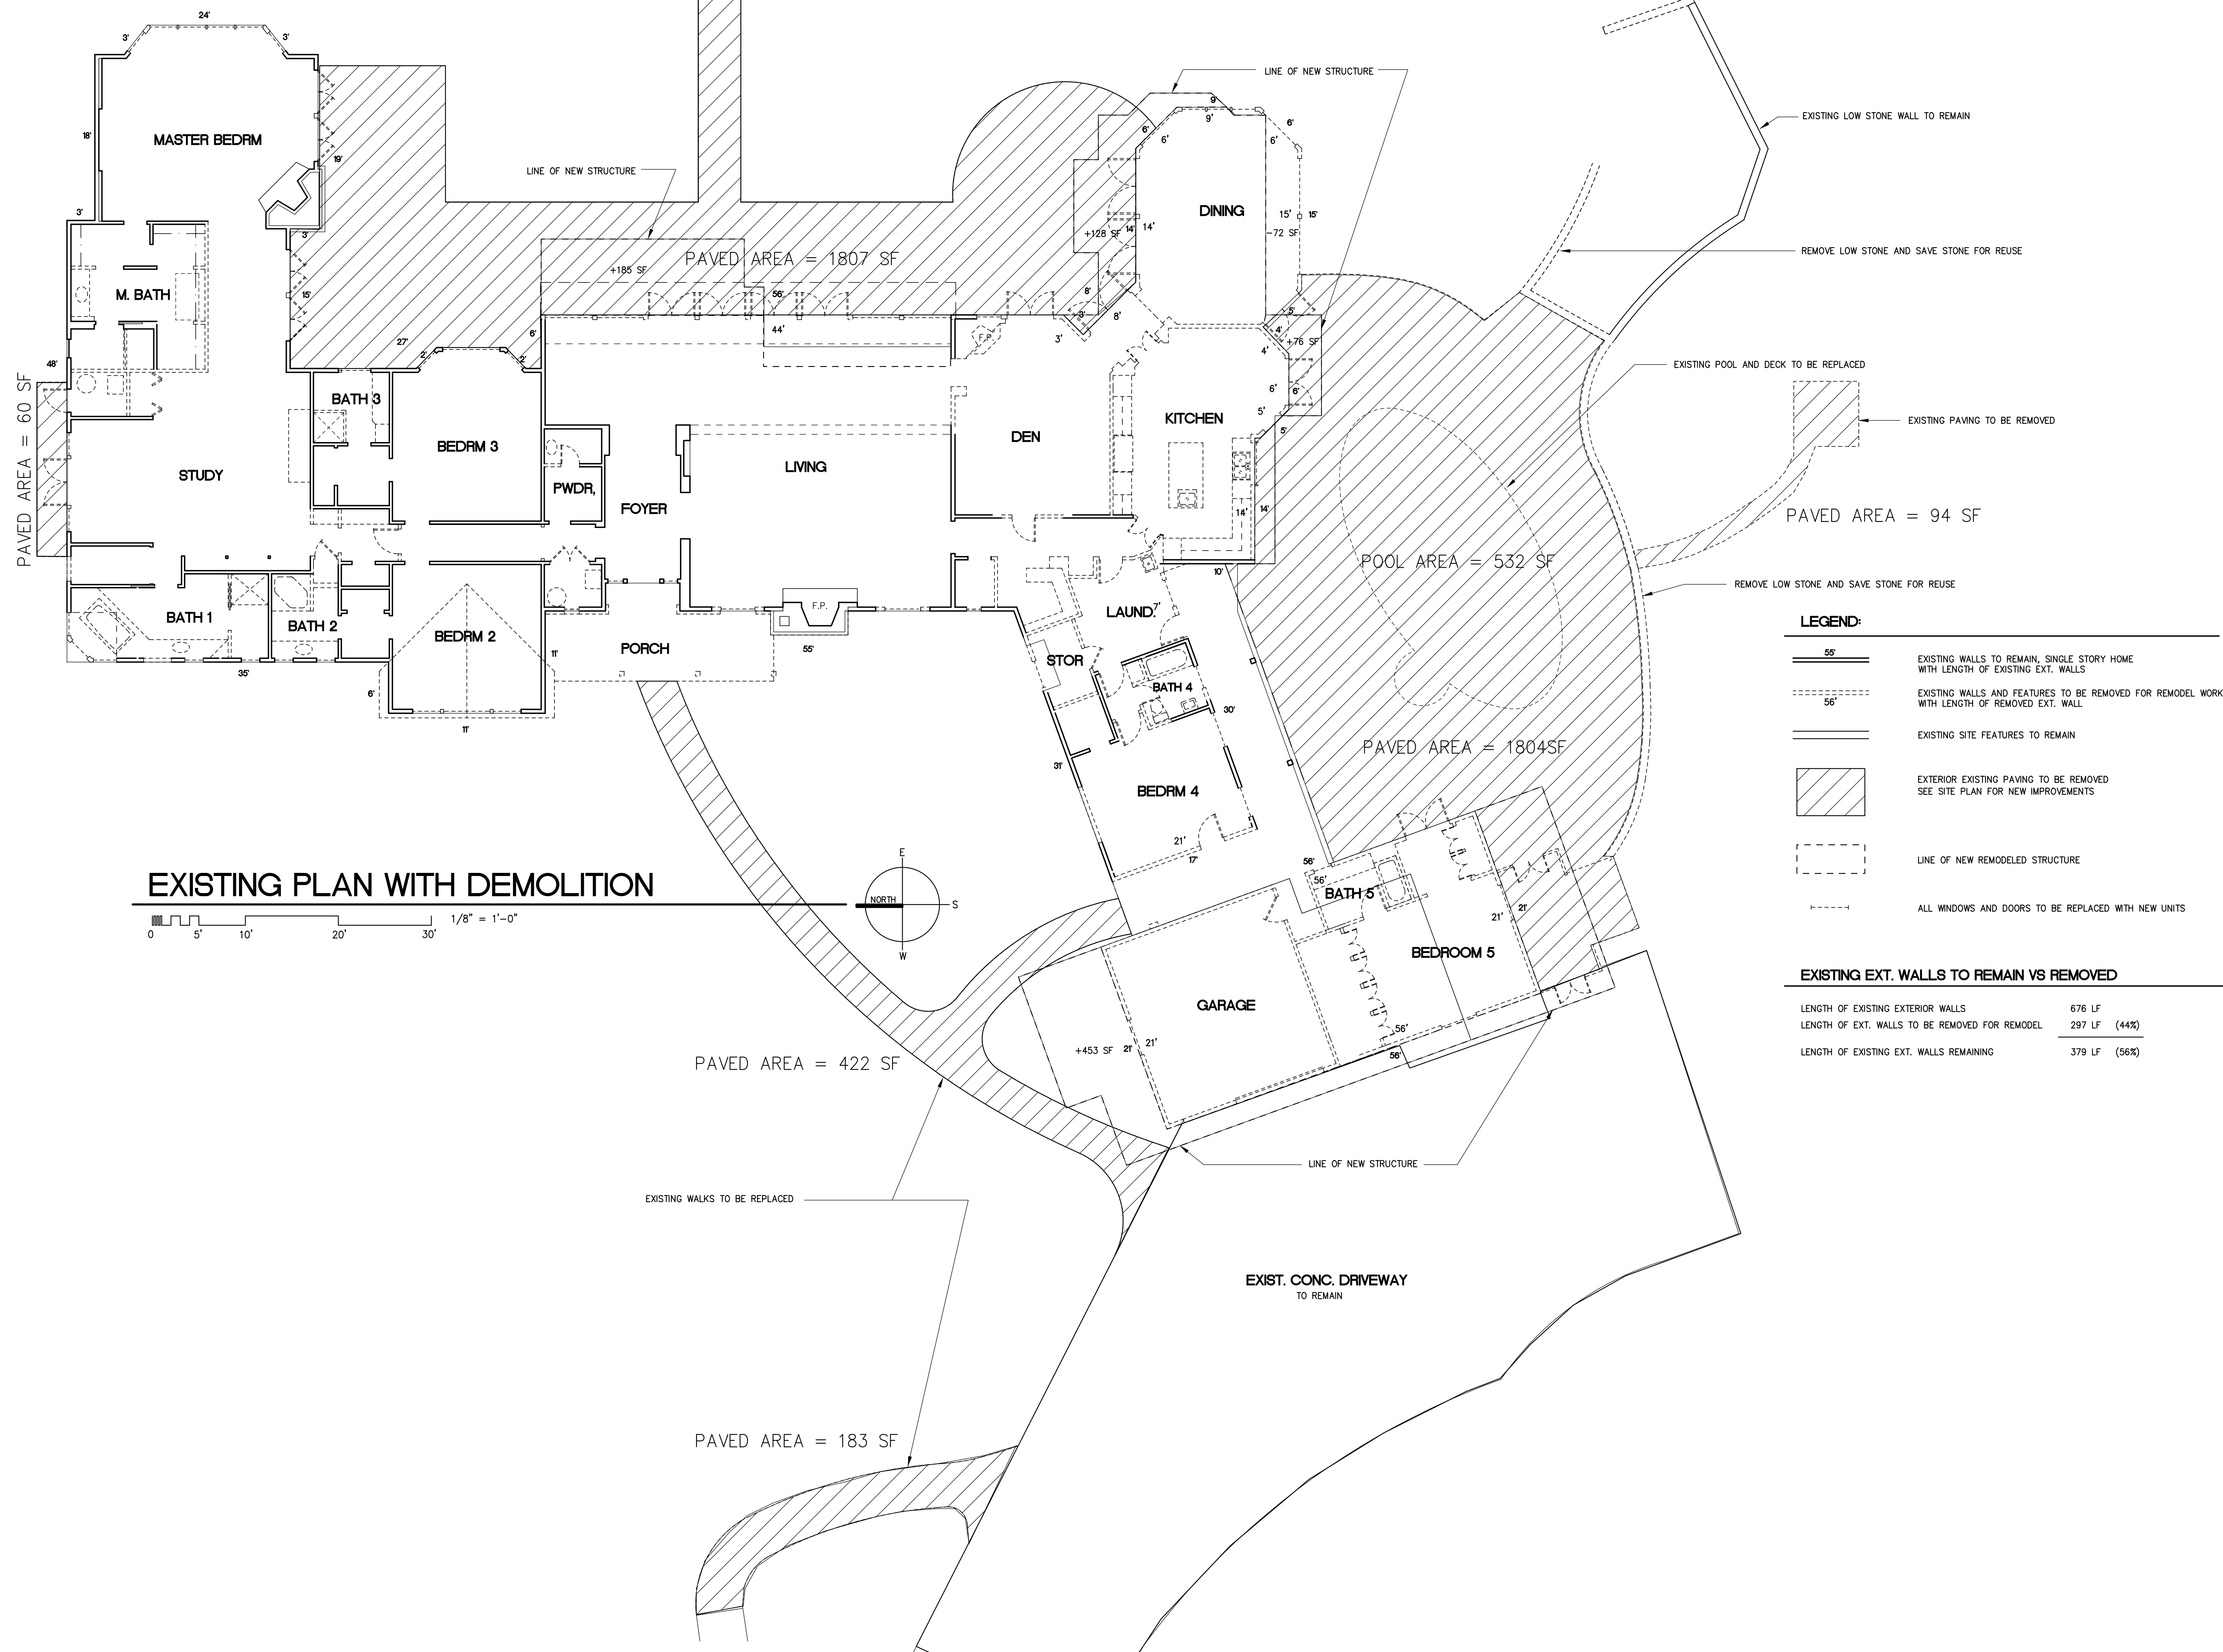 24'
3'
3'
18'
MASTER BEDRM
19'
3'
3'
M. BATH
15'
48'
PAVED AREA = 60 SF
STUDY
BATH 3
27'
2'
2'
6'
BEDRM 3
PWDR,
FOYER
LIVING
BATH 1
BATH 2
35'
BEDRM 2
6'
11'
11'
PORCH
F.P.
55'
LINE OF NEW STRUCTURE
+185 SF
PAVED AREA = 1807 SF
56'
44'
F.P.
DEN
LINE OF NEW STRUCTURE
9'
9'
6'
6'
6'
6'
DINING
+128 SF
14'
14'
15'
15'
-72 SF
8'
8'
3'
3'
5'
4'
4'
+76 SF
6'
6'
5'
5'
KITCHEN
14'
14'
10'
LAUND.
7'
STOR
BATH 4
30'
31'
BEDRM 4
21'
17'
56'
56'
BATH 5
BEDROOM 5
21'
21'
GARAGE
+453 SF
21'
21'
56'
56'
LINE OF NEW STRUCTURE
EXISTING LOW STONE WALL TO REMAIN
REMOVE LOW STONE AND SAVE STONE FOR REUSE
EXISTING POOL AND DECK TO BE REPLACED
EXISTING PAVING TO BE REMOVED
PAVED AREA = 94 SF
POOL AREA = 532 SF
REMOVE LOW STONE AND SAVE STONE FOR REUSE
PAVED AREA = 1804SF
LEGEND:
55'
EXISTING WALLS TO REMAIN, SINGLE STORY HOME
WITH LENGTH OF EXISTING EXT. WALLS
56'
EXISTING WALLS AND FEATURES TO BE REMOVED FOR REMODEL WORK
WITH LENGTH OF REMOVED EXT. WALL
EXISTING SITE FEATURES TO REMAIN
EXTERIOR EXISTING PAVING TO BE REMOVED
SEE SITE PLAN FOR NEW IMPROVEMENTS
LINE OF NEW REMODELED STRUCTURE
ALL WINDOWS AND DOORS TO BE REPLACED WITH NEW UNITS
EXISTING EXT. WALLS TO REMAIN VS REMOVED
LENGTH OF EXISTING EXTERIOR WALLS 676 LF
LENGTH OF EXT. WALLS TO BE REMOVED FOR REMODEL 297 LF (44%)
LENGTH OF EXISTING EXT. WALLS REMAINING 379 LF (56%)
EXISTING PLAN WITH DEMOLITION
0 5' 10' 20' 30' 1/8" = 1'-0"
E
NORTH
S
W
PAVED AREA = 422 SF
EXISTING WALKS TO BE REPLACED
PAVED AREA = 183 SF
EXIST. CONC. DRIVEWAY
TO REMAIN